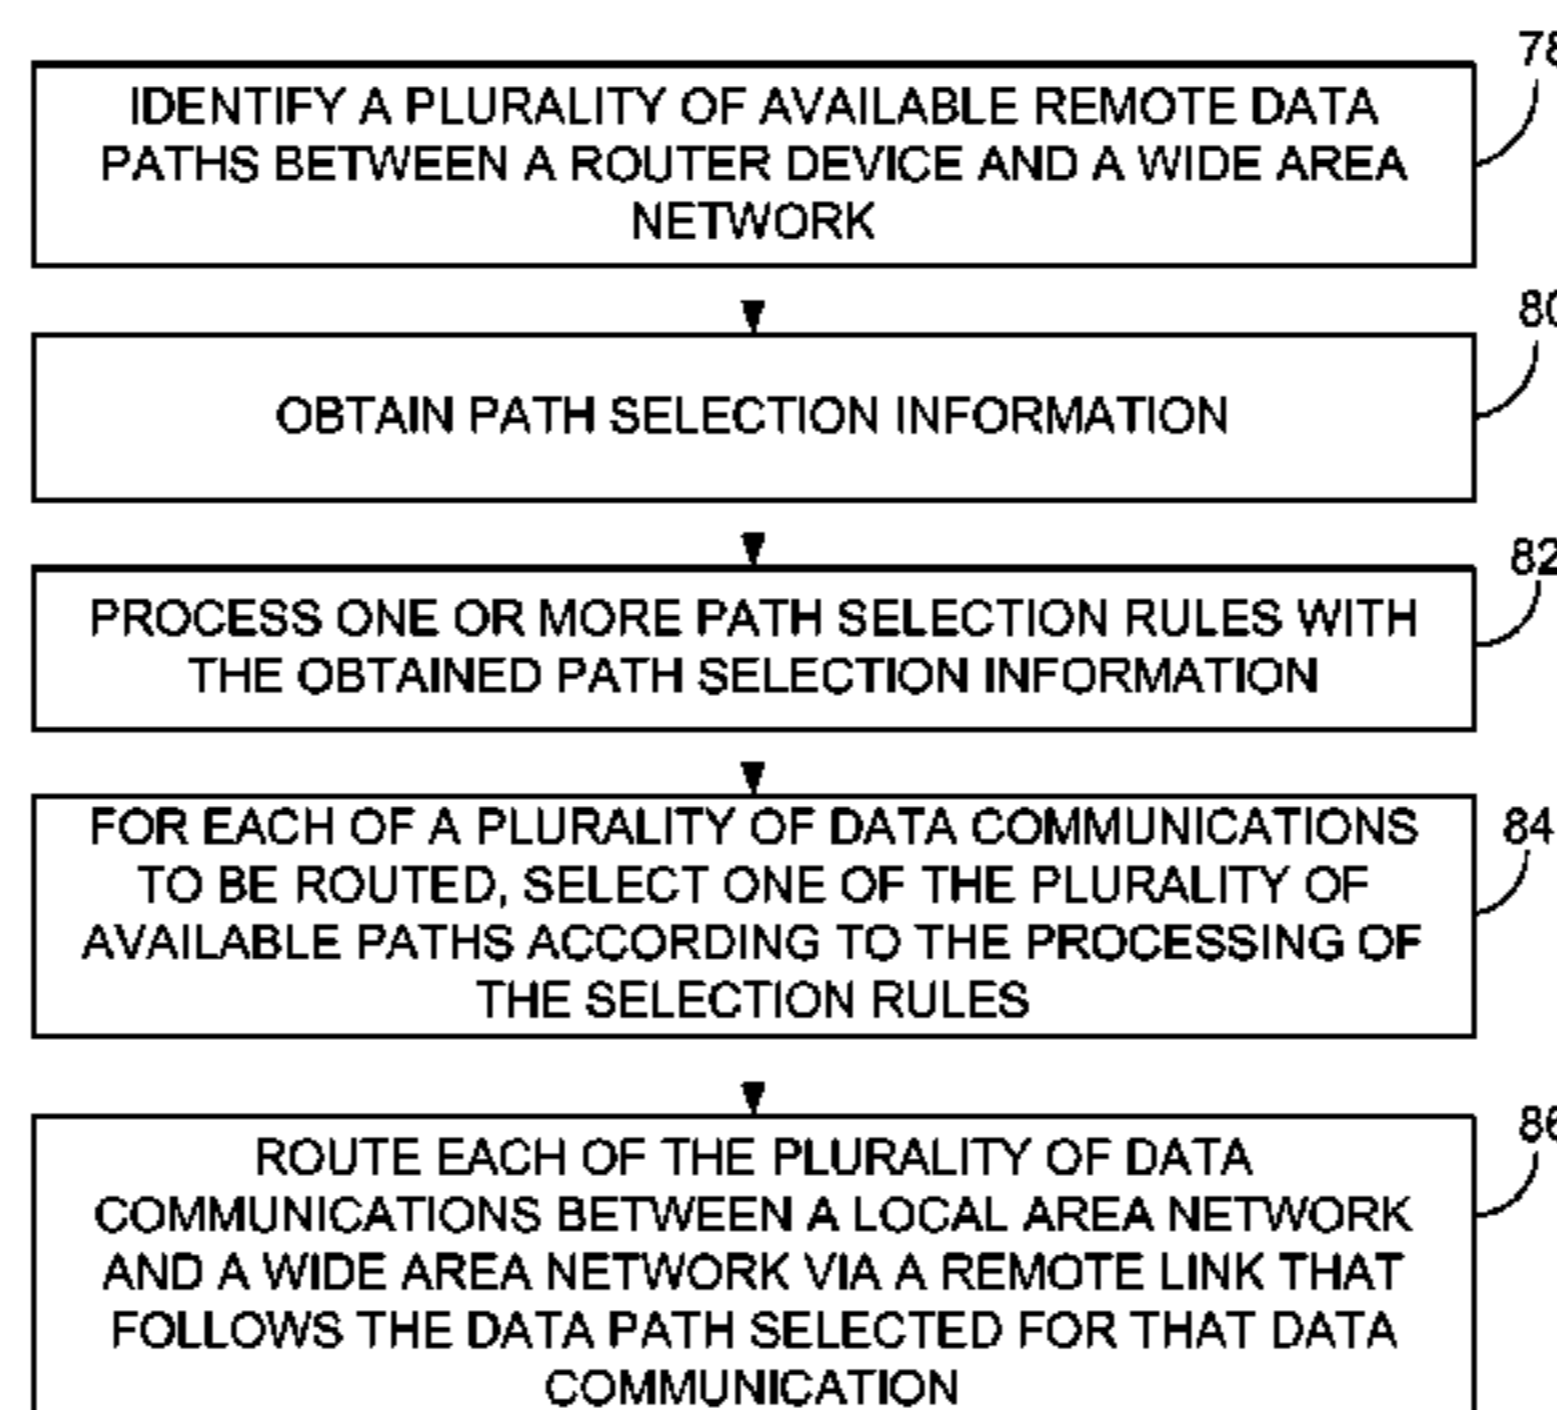 78
IDENTIFY A PLURALITY OF AVAILABLE REMOTE DATA
PATHS BETWEEN A ROUTER DEVICE AND A WIDE AREA
NETWORK
80
OBTAIN PATH SELECTION INFORMATION
82
PROCESS ONE OR MORE PATH SELECTION RULES WITH
THE OBTAINED PATH SELECTION INFORMATION
84
FOR EACH OF A PLURALITY OF DATA COMMUNICATIONS
TO BE ROUTED, SELECT ONE OF THE PLURALITY OF
AVAILABLE PATHS ACCORDING TO THE PROCESSING OF
THE SELECTION RULES
86
ROUTE EACH OF THE PLURALITY OF DATA
COMMUNICATIONS BETWEEN A LOCAL AREA NETWORK
AND A WIDE AREA NETWORK VIA A REMOTE LINK THAT
FOLLOWS THE DATA PATH SELECTED FOR THAT DATA
COMMUNICATION